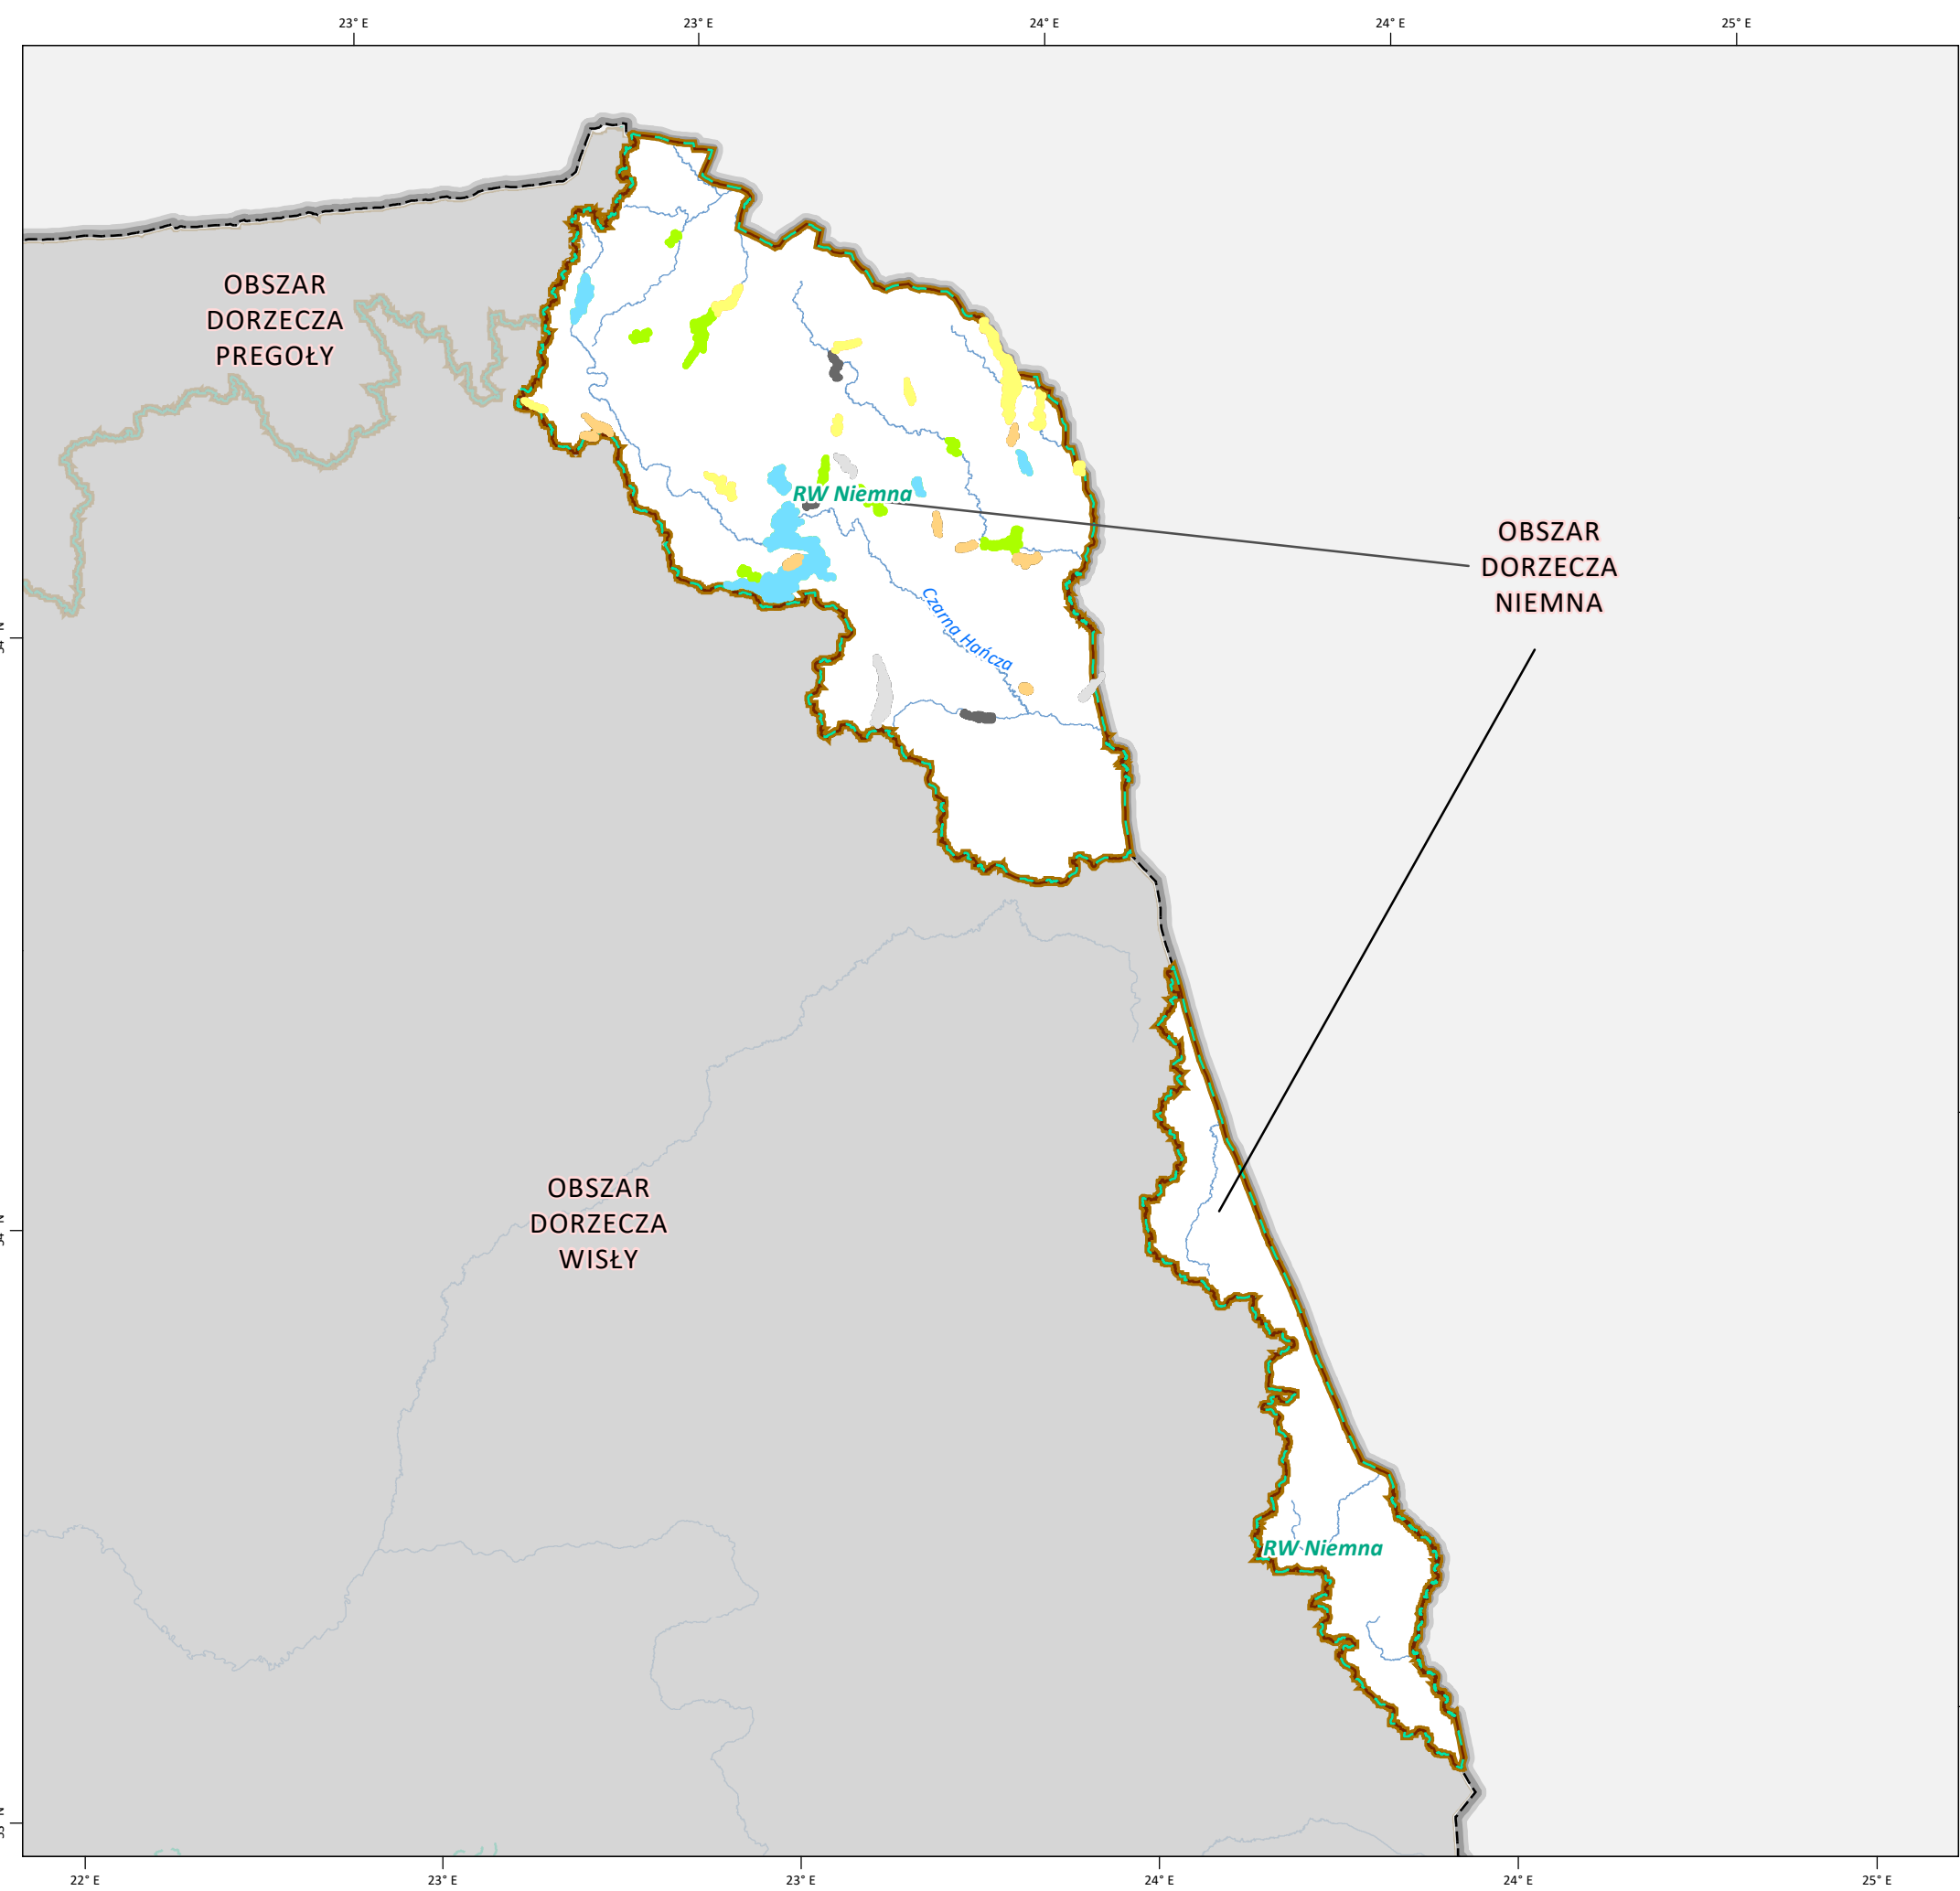 23° E
23° E
24° E
24° E
25° E
OBSZAR
DORZECZA
PREGOŁY
RW Niemna
OBSZAR
DORZECZA
NIEMNA
Czarna Hańcza
OBSZAR
DORZECZA
WISŁY
RW Niemna
22° E
23° E
23° E
24° E
24° E
25° E